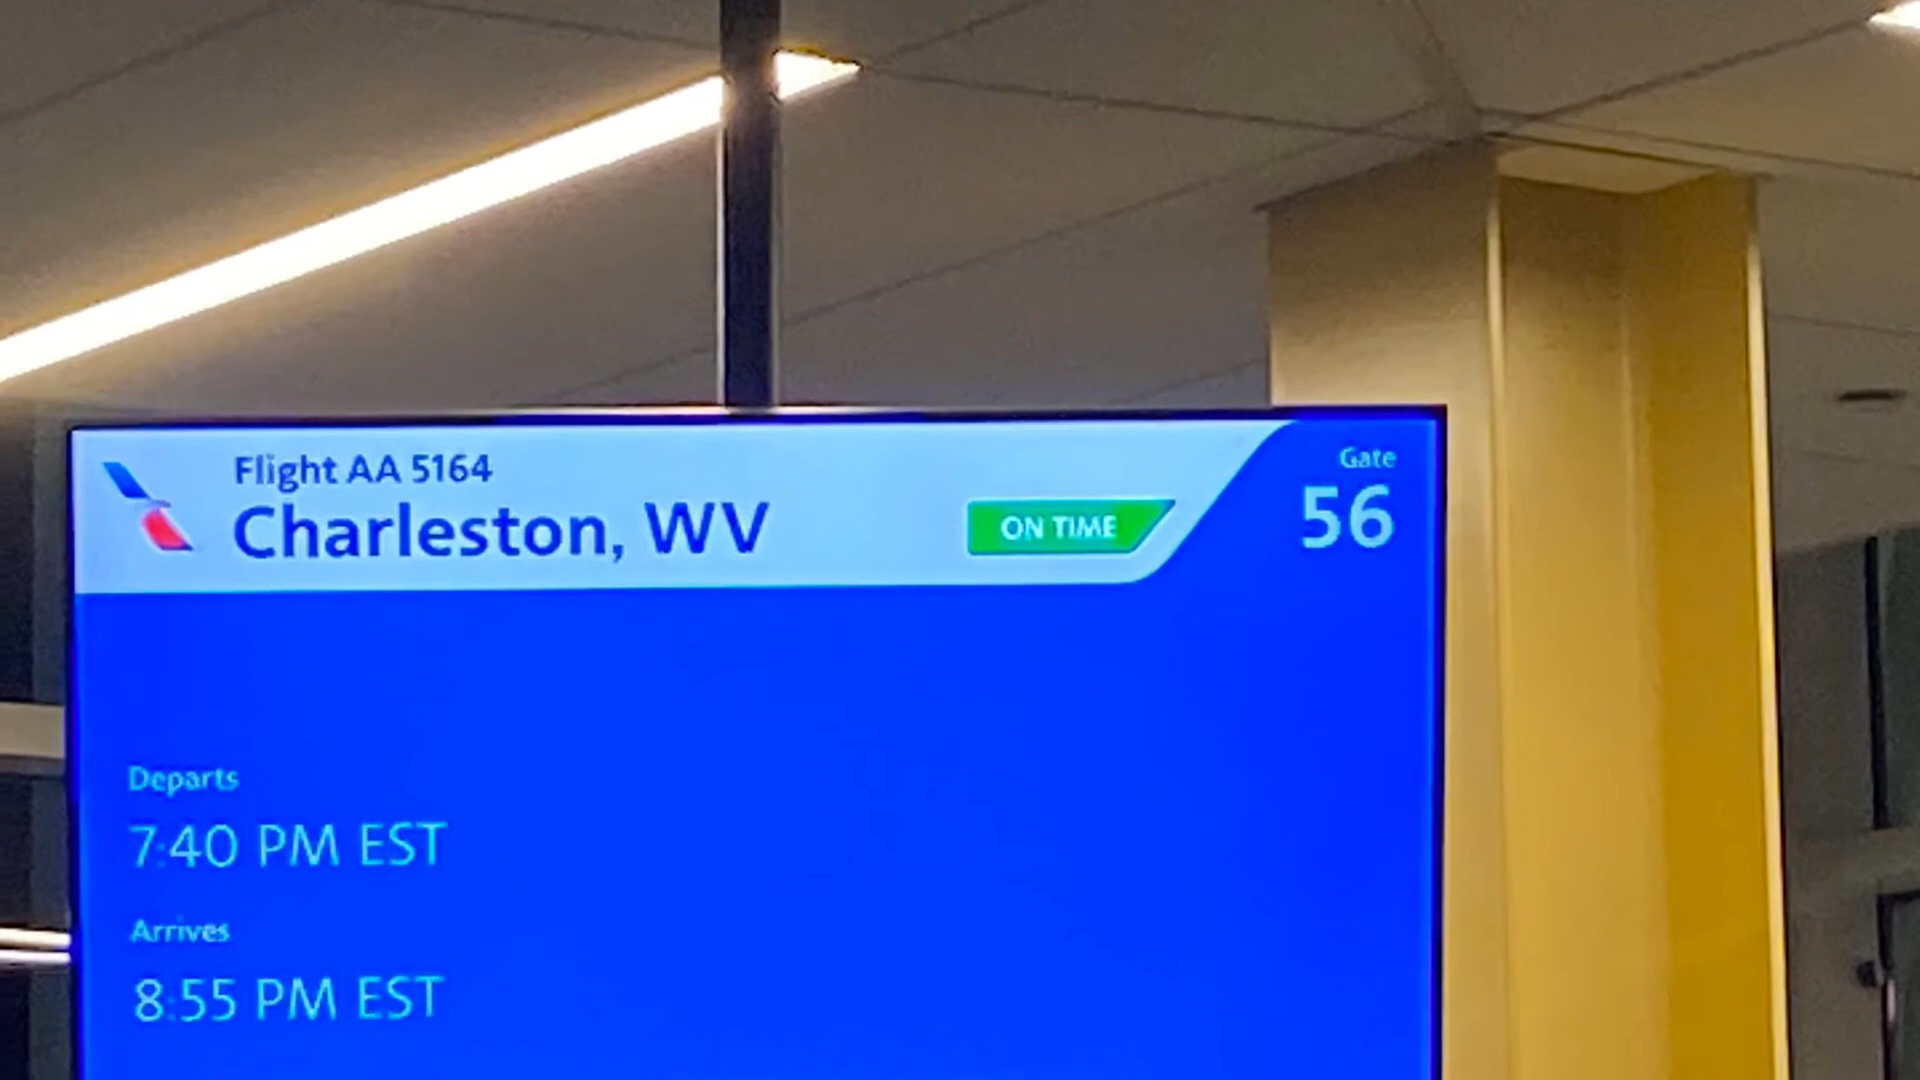 Flight AA 5164
Charleston, WV
ON TIME
Gate
56
Departs
7:40 PM EST
Arrives
8:55 PM EST